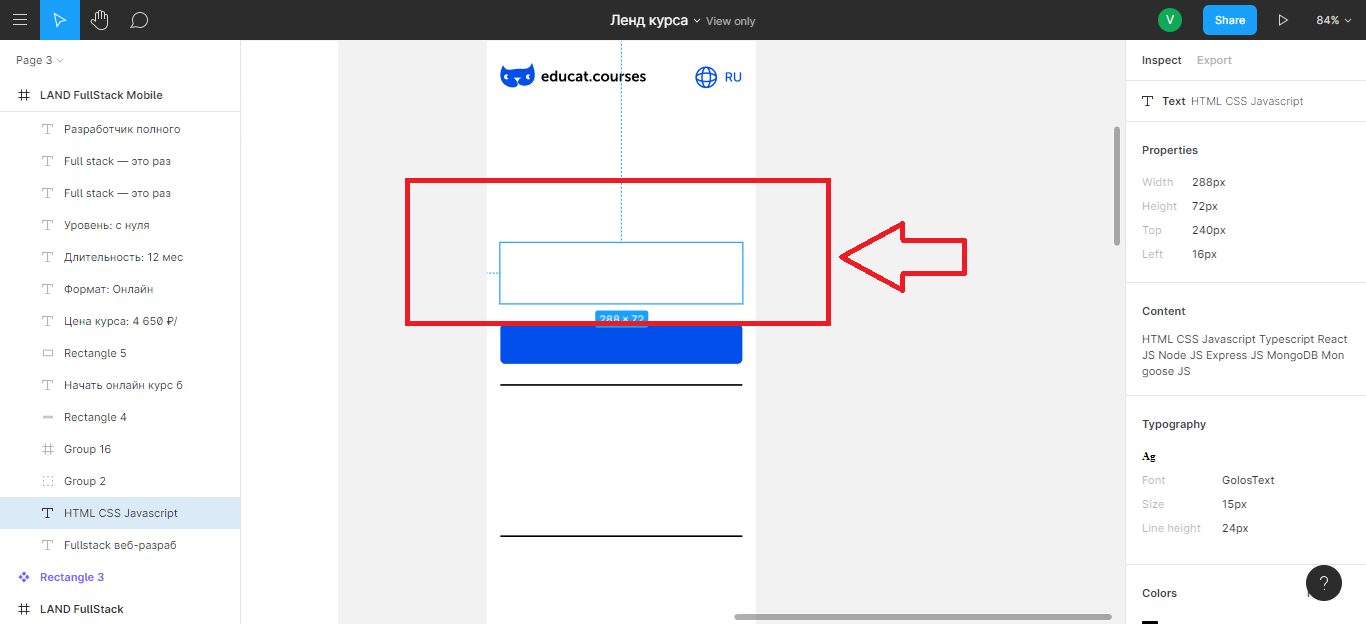 Ленд курса
View only
V
Share
84%
Page 3
LAND FullStack Mobile
Разработчик полного
Full stack — это раз
Full stack — это раз
Уровень: с нуля
Длительность: 12 мес
Формат: Онлайн
Цена курса: 4 650 ₽/
Rectangle 5
Начать онлайн курс б
Rectangle 4
Group 16
Group 2
HTML CSS Javascript
Fullstack веб-разраб
Rectangle 3
LAND FullStack
educat.courses
RU
288 × 72
Inspect Export
Text HTML CSS Javascript
Properties
Width 288px
Height 72px
Top 240px
Left 16px
Content
HTML CSS Javascript Typescript React
JS Node JS Express JS MongoDB Mon
goose JS
Typography
Ag
Font GolosText
Size 15px
Line height 24px
Colors
?